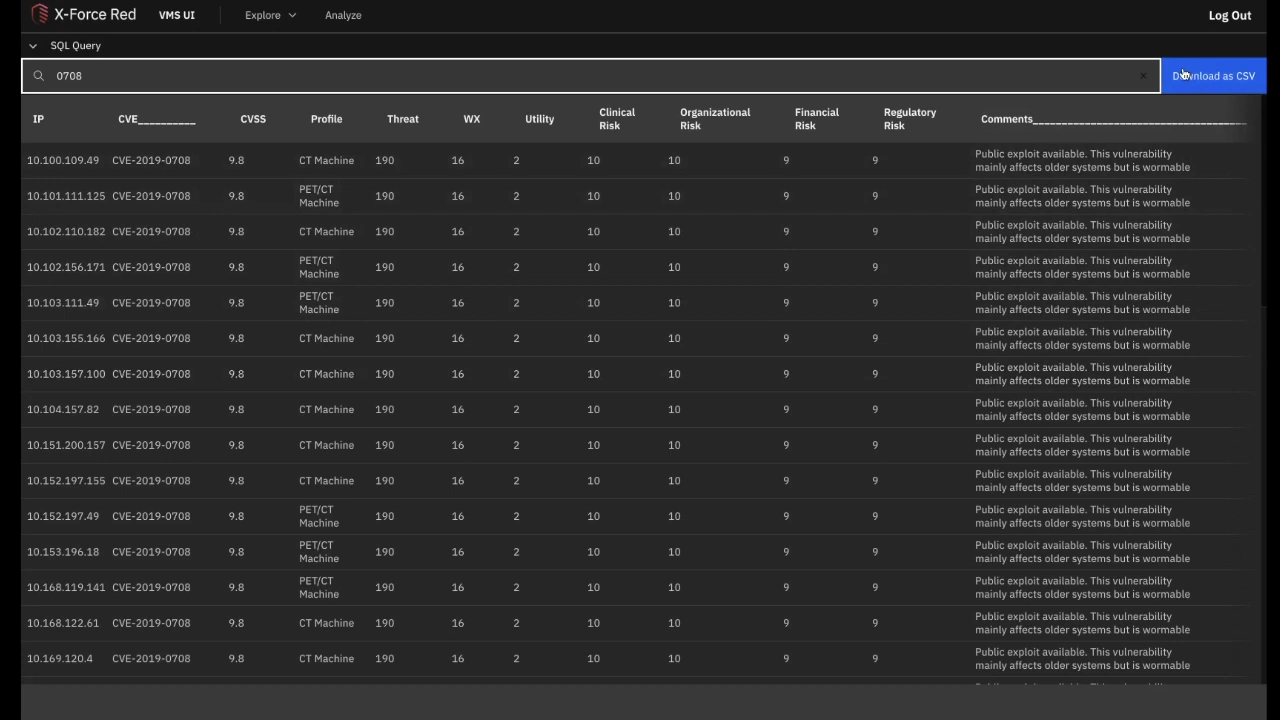 X-Force Red VMS UI Explore Analyze Log Out
SQL Query
0708 × Download as CSV
IP CVE__________ CVSS Profile Threat WX Utility Clinical Risk Organizational Risk Financial Risk Regulatory Risk Comments___________________________________
10.100.109.49 CVE-2019-0708 9.8 CT Machine 190 16 2 10 10 9 9 Public exploit available. This vulnerability
mainly affects older systems but is wormable
10.101.111.125 CVE-2019-0708 9.8 PET/CT Machine 190 16 2 10 10 9 9 Public exploit available. This vulnerability
mainly affects older systems but is wormable
10.102.110.182 CVE-2019-0708 9.8 CT Machine 190 16 2 10 10 9 9 Public exploit available. This vulnerability
mainly affects older systems but is wormable
10.102.156.171 CVE-2019-0708 9.8 PET/CT Machine 190 16 2 10 10 9 9 Public exploit available. This vulnerability
mainly affects older systems but is wormable
10.103.111.49 CVE-2019-0708 9.8 PET/CT Machine 190 16 2 10 10 9 9 Public exploit available. This vulnerability
mainly affects older systems but is wormable
10.103.155.166 CVE-2019-0708 9.8 CT Machine 190 16 2 10 10 9 9 Public exploit available. This vulnerability
mainly affects older systems but is wormable
10.103.157.100 CVE-2019-0708 9.8 CT Machine 190 16 2 10 10 9 9 Public exploit available. This vulnerability
mainly affects older systems but is wormable
10.104.157.82 CVE-2019-0708 9.8 CT Machine 190 16 2 10 10 9 9 Public exploit available. This vulnerability
mainly affects older systems but is wormable
10.151.200.157 CVE-2019-0708 9.8 CT Machine 190 16 2 10 10 9 9 Public exploit available. This vulnerability
mainly affects older systems but is wormable
10.152.197.155 CVE-2019-0708 9.8 CT Machine 190 16 2 10 10 9 9 Public exploit available. This vulnerability
mainly affects older systems but is wormable
10.152.197.49 CVE-2019-0708 9.8 PET/CT Machine 190 16 2 10 10 9 9 Public exploit available. This vulnerability
mainly affects older systems but is wormable
10.153.196.18 CVE-2019-0708 9.8 PET/CT Machine 190 16 2 10 10 9 9 Public exploit available. This vulnerability
mainly affects older systems but is wormable
10.168.119.141 CVE-2019-0708 9.8 PET/CT Machine 190 16 2 10 10 9 9 Public exploit available. This vulnerability
mainly affects older systems but is wormable
10.168.122.61 CVE-2019-0708 9.8 CT Machine 190 16 2 10 10 9 9 Public exploit available. This vulnerability
mainly affects older systems but is wormable
10.169.120.4 CVE-2019-0708 9.8 CT Machine 190 16 2 10 10 9 9 Public exploit available. This vulnerability
mainly affects older systems but is wormable